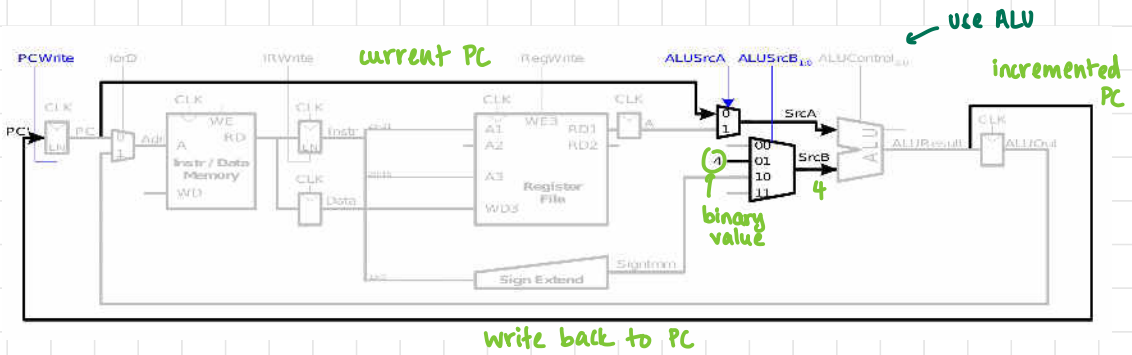 use ALU
current PC
PCWrite IorD IRWrite RegWrite ALUSrcA ALUSrcB1:0 ALUControl2:0
incremented
PC
CLK CLK CLK CLK CLK
PC' PC EN
0
1
Adr
WE
A RD
Instr / Data
Memory
WD
EN
Instr
CLK
Data
WE3
A1 RD1
A2 RD2
A3
Register
File
WD3
A
0
1
SrcA
4
00
01
10
11
SrcB
4
ALU
ALUResult ALUOut
binary
value
SignImm
Sign Extend
write back to PC